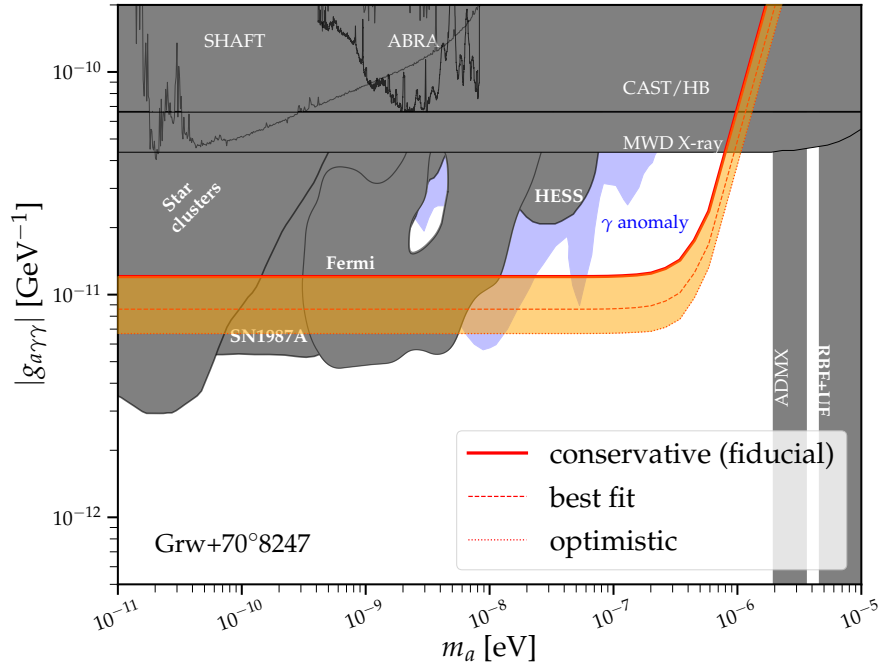 SHAFT
ABRA
CAST/HB
MWD X-ray
Star
clusters
HESS
γ anomaly
Fermi
SN1987A
ADMX
RBF+UF
conservative (fiducial)
best fit
optimistic
Grw+70°8247
10⁻¹⁰
10⁻¹¹
10⁻¹²
|g_{aγγ}| [GeV⁻¹]
10⁻¹¹ 10⁻¹⁰ 10⁻⁹ 10⁻⁸ 10⁻⁷ 10⁻⁶ 10⁻⁵
m_a [eV]